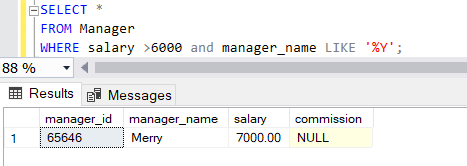 SELECT *
FROM Manager
WHERE salary >6000 and manager_name LIKE '%Y';
88 %
Results Messages
manager_id manager_name salary commission
1 65646 Merry 7000.00 NULL